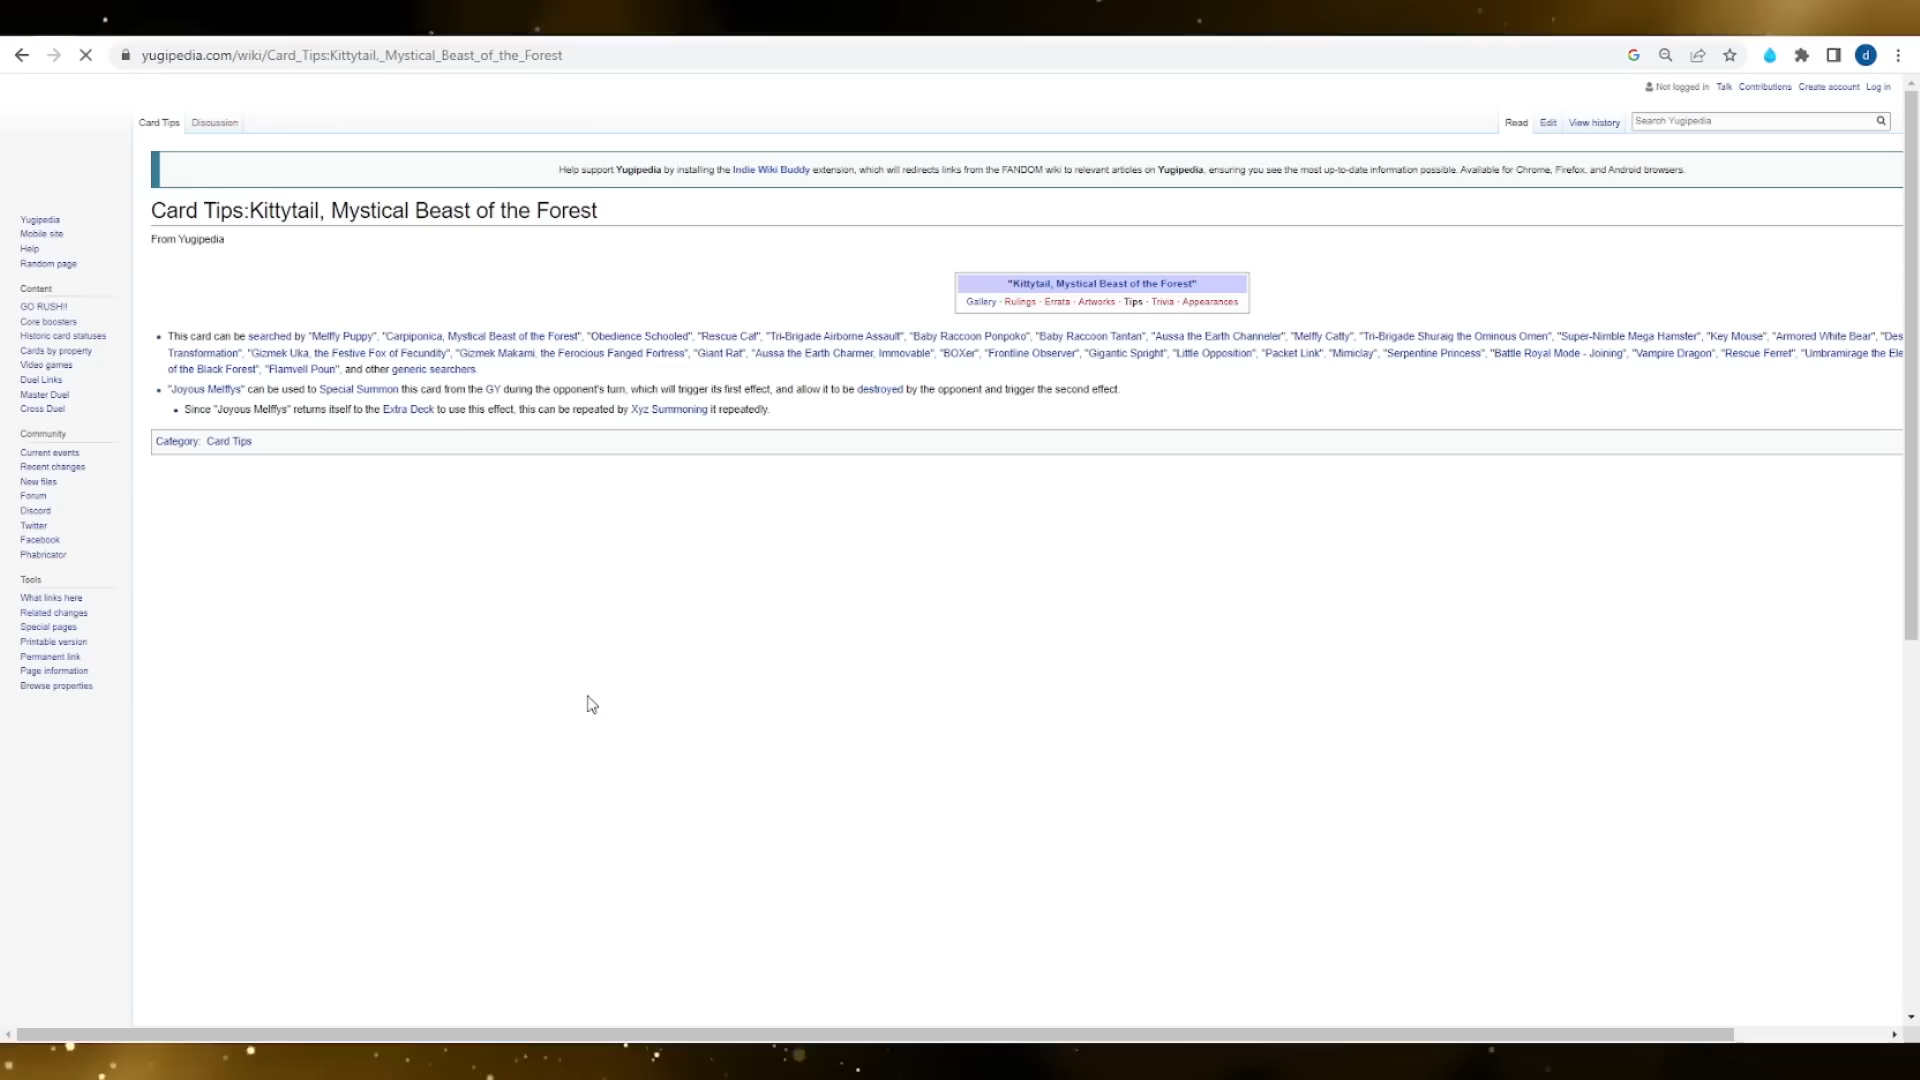 yugipedia.com/wiki/Card_Tips:Kittytail,_Mystical_Beast_of_the_Forest
d
Not logged in Talk Contributions Create account Log in
Card Tips Discussion Read Edit View history Search Yugipedia
Help support Yugipedia by installing the Indie Wiki Buddy extension, which will redirects links from the FANDOM wiki to relevant articles on Yugipedia, ensuring you see the most up-to-date information possible. Available for Chrome, Firefox, and Android browsers.
Card Tips:Kittytail, Mystical Beast of the Forest
From Yugipedia
"Kittytail, Mystical Beast of the Forest"
Gallery · Rulings · Errata · Artworks · Tips · Trivia · Appearances
This card can be searched by "Melffy Puppy", "Carpiponica, Mystical Beast of the Forest", "Obedience Schooled", "Rescue Cat", "Tri-Brigade Airborne Assault", "Baby Raccoon Ponpoko", "Baby Raccoon Tantan", "Aussa the Earth Channeler", "Melffy Catty", "Tri-Brigade Shuraig the Ominous Omen", "Super-Nimble Mega Hamster", "Key Mouse", "Armored White Bear", "Des
Transformation", "Gizmek Uka, the Festive Fox of Fecundity", "Gizmek Makami, the Ferocious Fanged Fortress", "Giant Rat", "Aussa the Earth Charmer, Immovable", "BOXer", "Frontline Observer", "Gigantic Spright", "Little Opposition", "Packet Link", "Mimiclay", "Serpentine Princess", "Battle Royal Mode - Joining", "Vampire Dragon", "Rescue Ferret", "Umbramirage the Ele
of the Black Forest", "Flamvell Poun", and other generic searchers.
"Joyous Melffys" can be used to Special Summon this card from the GY during the opponent's turn, which will trigger its first effect, and allow it to be destroyed by the opponent and trigger the second effect.
Since "Joyous Melffys" returns itself to the Extra Deck to use this effect, this can be repeated by Xyz Summoning it repeatedly.
Category: Card Tips
Yugipedia
Mobile site
Help
Random page
Content
GO RUSH!!
Core boosters
Historic card statuses
Cards by property
Video games
Duel Links
Master Duel
Cross Duel
Community
Current events
Recent changes
New files
Forum
Discord
Twitter
Facebook
Phabricator
Tools
What links here
Related changes
Special pages
Printable version
Permanent link
Page information
Browse properties